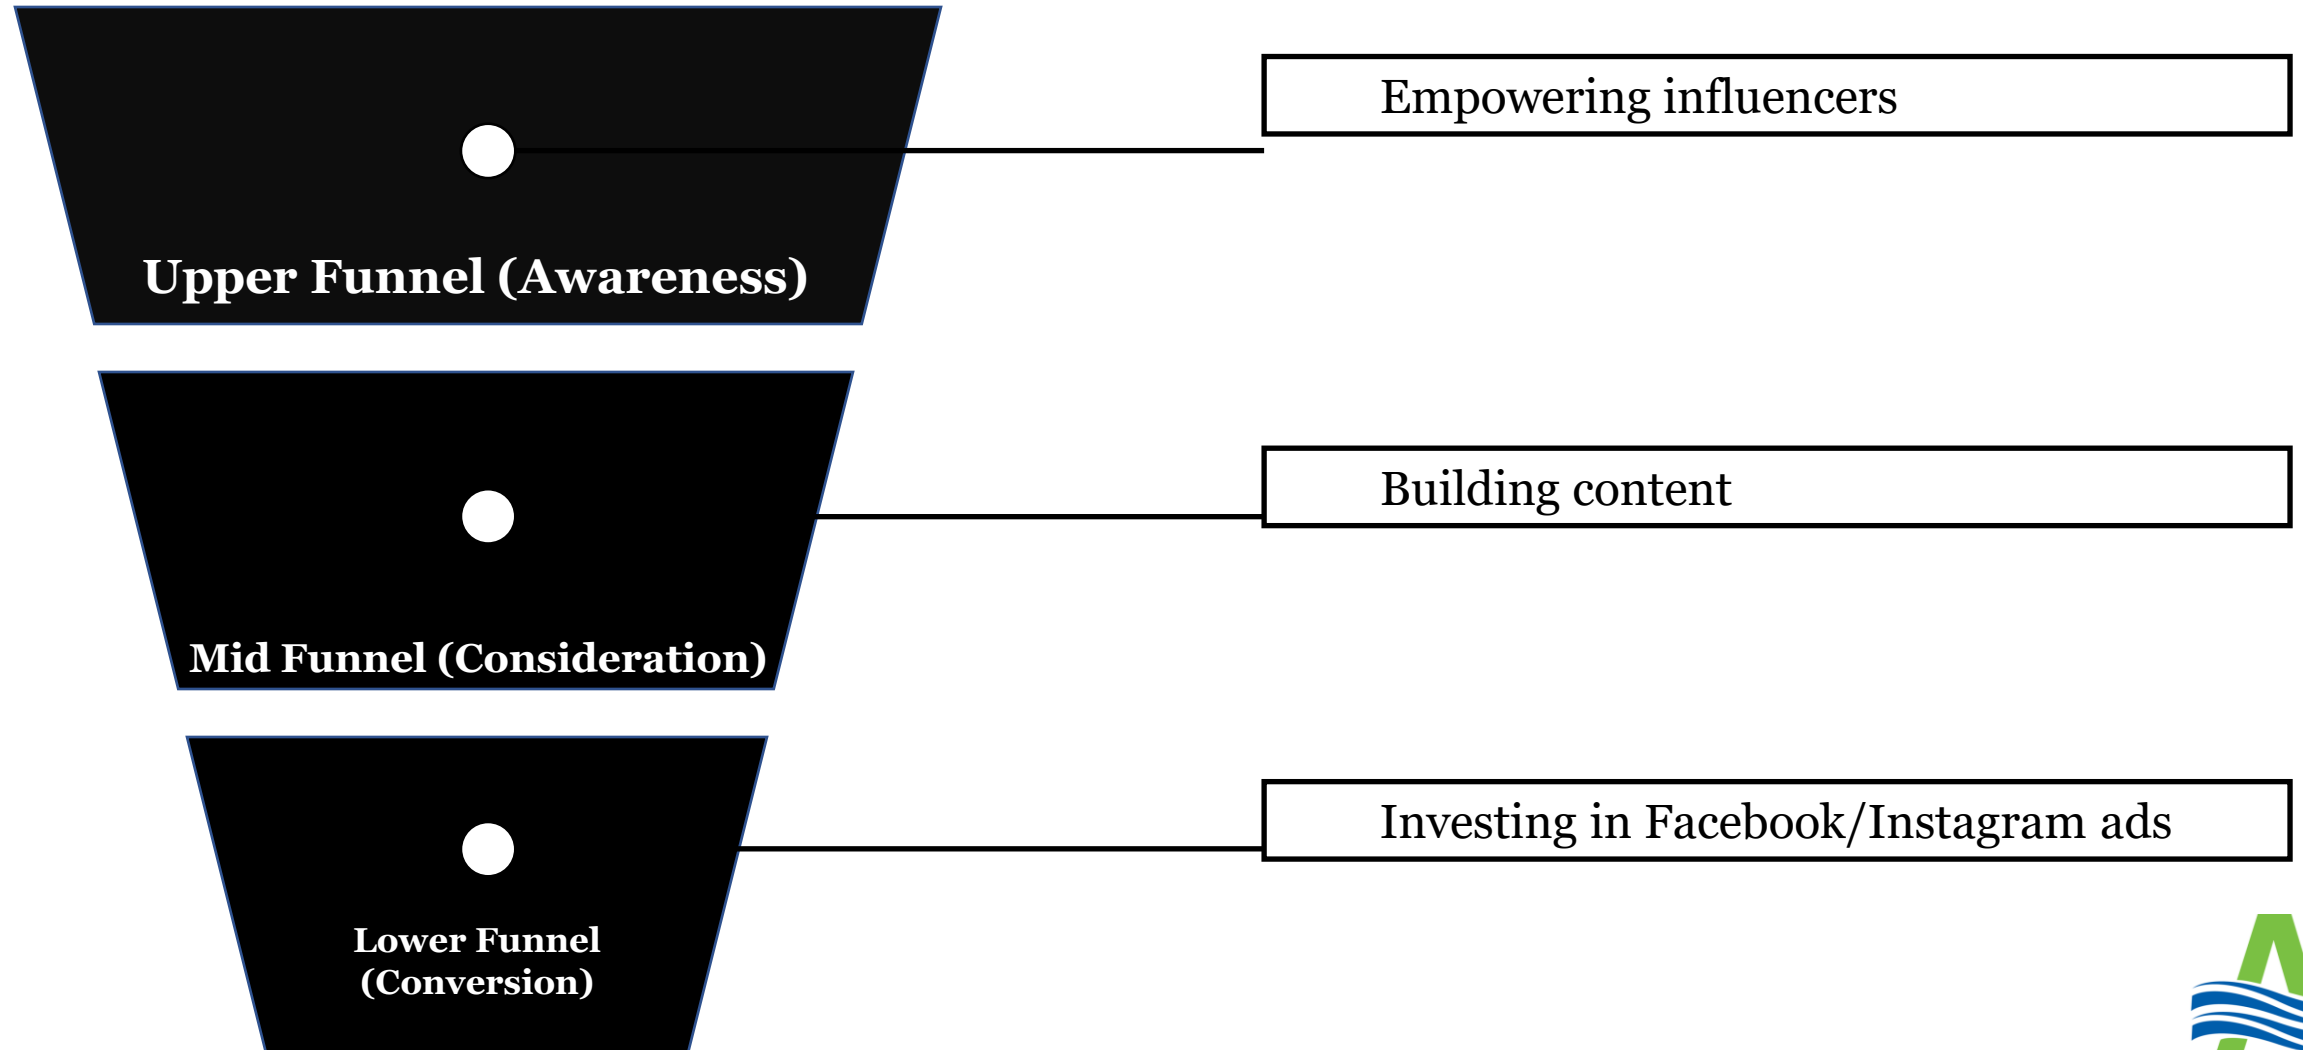 Empowering influencers
Upper Funnel (Awareness)
Building content
Mid Funnel (Consideration)
Investing in Facebook/Instagram ads
Lower Funnel
(Conversion)